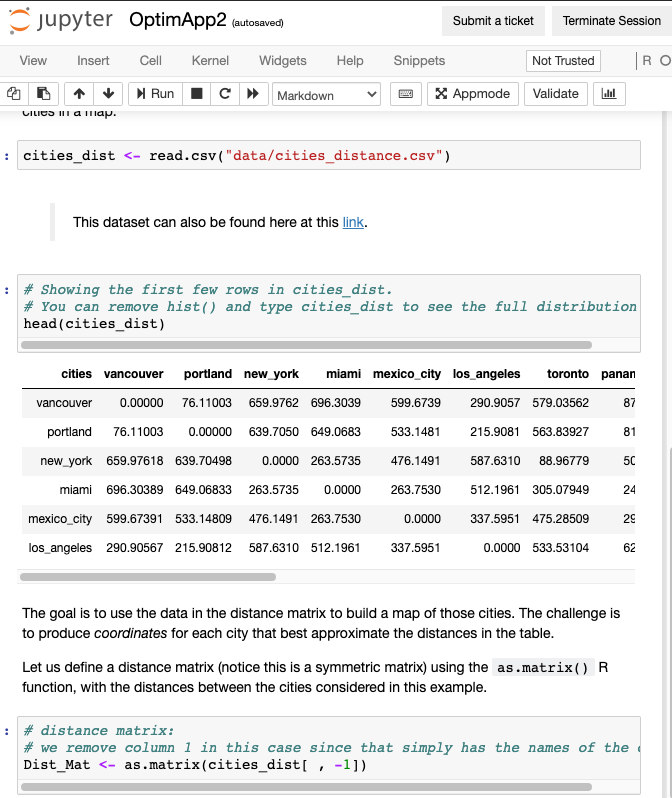 jupyter OptimApp2 (autosaved) Submit a ticket Terminate Session
View Insert Cell Kernel Widgets Help Snippets Not Trusted R
Run Markdown Appmode Validate
cities in a map.
: cities_dist <- read.csv("data/cities_distance.csv")
This dataset can also be found here at this link.
: # Showing the first few rows in cities_dist.
# You can remove hist() and type cities_dist to see the full distribution
head(cities_dist)
cities vancouver portland new_york miami mexico_city los_angeles toronto panam
vancouver 0.00000 76.11003 659.9762 696.3039 599.6739 290.9057 579.03562 87
portland 76.11003 0.00000 639.7050 649.0683 533.1481 215.9081 563.83927 81
new_york 659.97618 639.70498 0.0000 263.5735 476.1491 587.6310 88.96779 50
miami 696.30389 649.06833 263.5735 0.0000 263.7530 512.1961 305.07949 24
mexico_city 599.67391 533.14809 476.1491 263.7530 0.0000 337.5951 475.28509 29
los_angeles 290.90567 215.90812 587.6310 512.1961 337.5951 0.0000 533.53104 62
The goal is to use the data in the distance matrix to build a map of those cities. The challenge is
to produce coordinates for each city that best approximate the distances in the table.
Let us define a distance matrix (notice this is a symmetric matrix) using the as.matrix() R
function, with the distances between the cities considered in this example.
: # distance matrix:
# we remove column 1 in this case since that simply has the names of the
Dist_Mat <- as.matrix(cities_dist[ , -1])